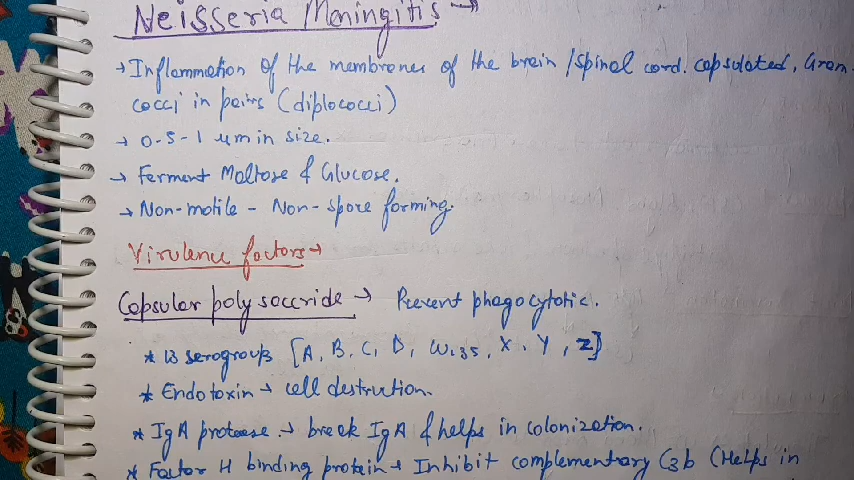 Neisseria Meningitis →
→ Inflammation of the membranes of the brain / spinal cord. capsulated, Gram-
cocci in pairs (diplococci)
→ 0.5-1 μm in size.
→ Ferment Maltose & Glucose.
→ Non-motile - Non-spore forming.
Virulence factors →
Capsular polysaccride → Prevent phagocytotic.
* 13 serogroups [A, B, C, D, W135, X, Y, Z]
* Endotoxin → cell destruction.
* IgA protease → break IgA & helps in colonization.
* Factor H binding protein → Inhibit complementary C3b (Helps in